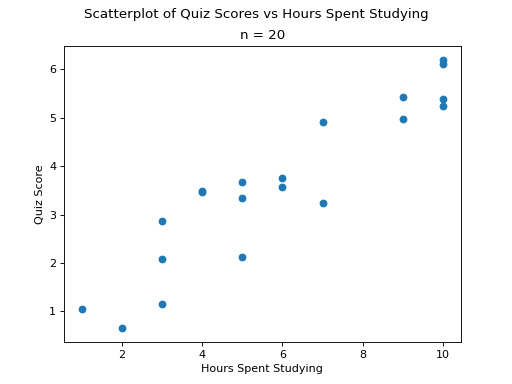 Scatterplot of Quiz Scores vs Hours Spent Studying
n = 20
6
5
4
3
2
1
Quiz Score
2 4 6 8 10
Hours Spent Studying